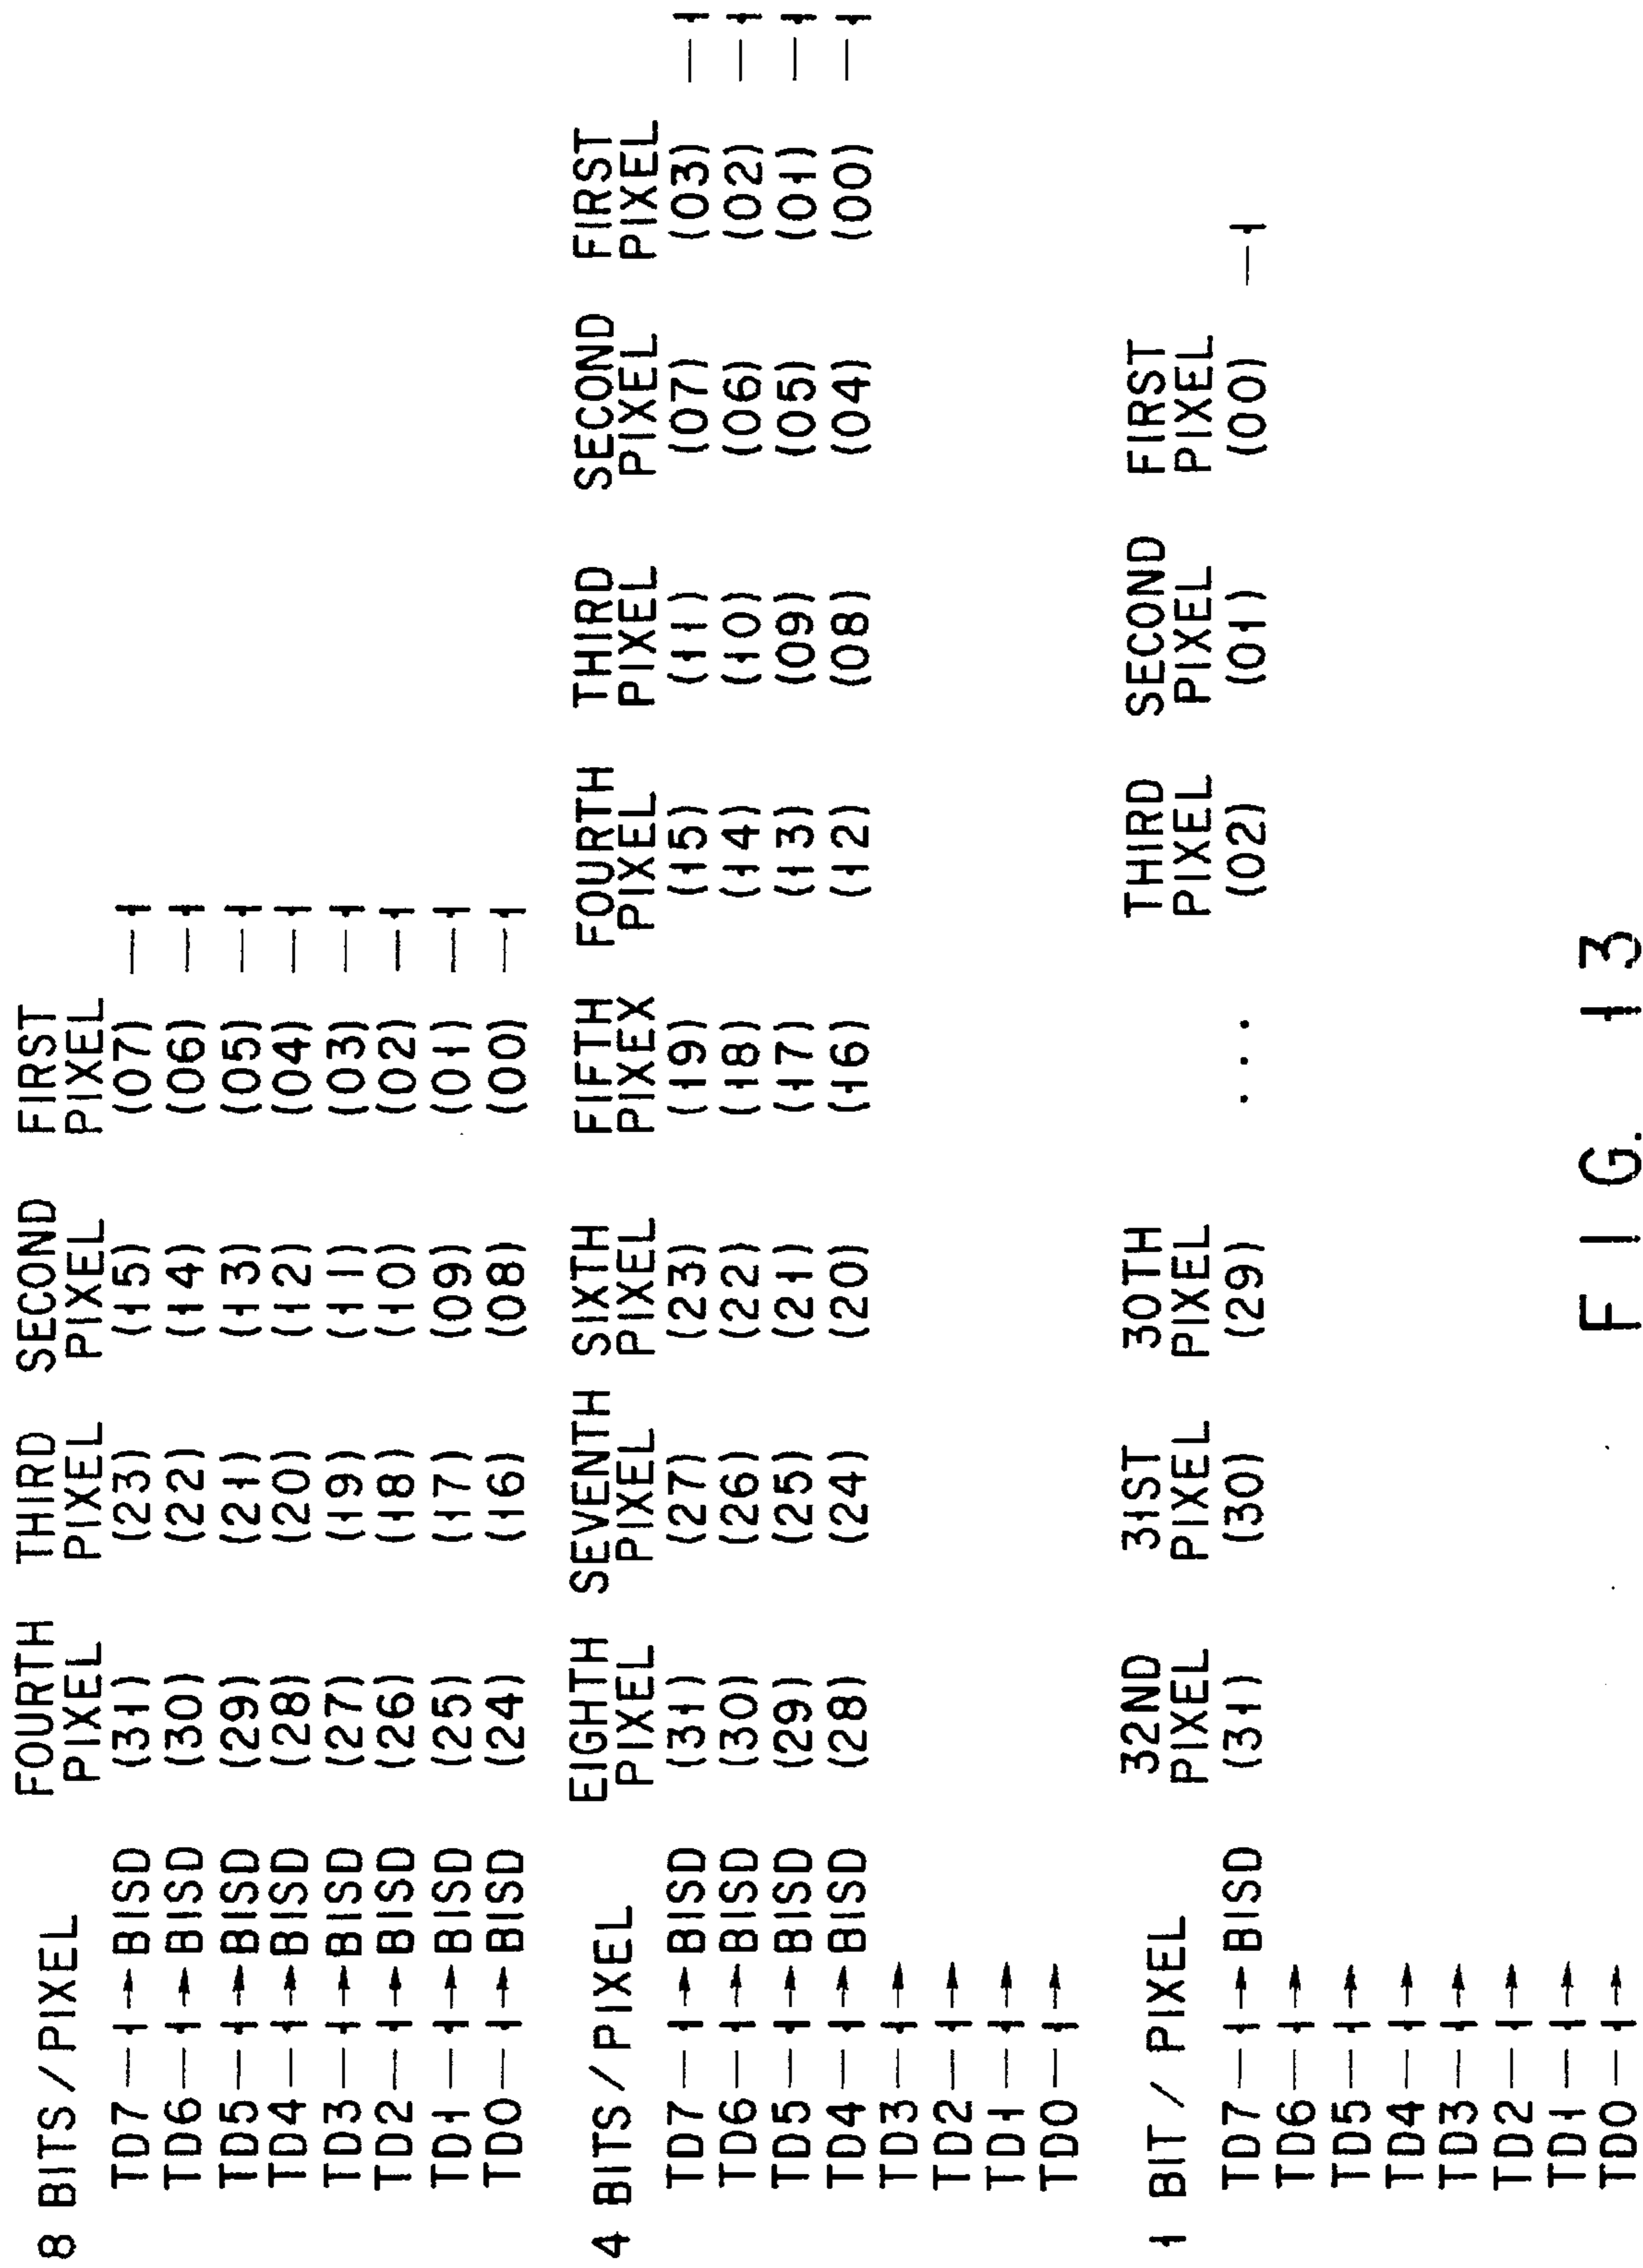 8 BITS / PIXEL FOURTH THIRD SECOND FIRST
PIXEL PIXEL PIXEL PIXEL
TD7 BISD (31) (23) (15) (07)
TD6 BISD (30) (22) (14) (06)
TD5 BISD (29) (21) (13) (05)
TD4 BISD (28) (20) (12) (04)
TD3 BISD (27) (19) (11) (03)
TD2 BISD (26) (18) (10) (02)
TD1 BISD (25) (17) (09) (01)
TD0 BISD (24) (16) (08) (00)
4 BITS / PIXEL EIGHTH SEVENTH SIXTH FIFTH FOURTH THIRD SECOND FIRST
PIXEL PIXEL PIXEL PIXEX PIXEL PIXEL PIXEL PIXEL
TD7 BISD (31) (27) (23) (19) (15) (11) (07) (03)
TD6 BISD (30) (26) (22) (18) (14) (10) (06) (02)
TD5 BISD (29) (25) (21) (17) (13) (09) (05) (01)
TD4 BISD (28) (24) (20) (16) (12) (08) (04) (00)
TD3
TD2
TD1
TD0
1 BIT / PIXEL 32ND 31ST 30TH THIRD SECOND FIRST
PIXEL PIXEL PIXEL PIXEL PIXEL PIXEL
TD7 BISD (31) (30) (29) ... (02) (01) (00)
TD6
TD5
TD4
TD3
TD2
TD1
TD0
FIG. 13